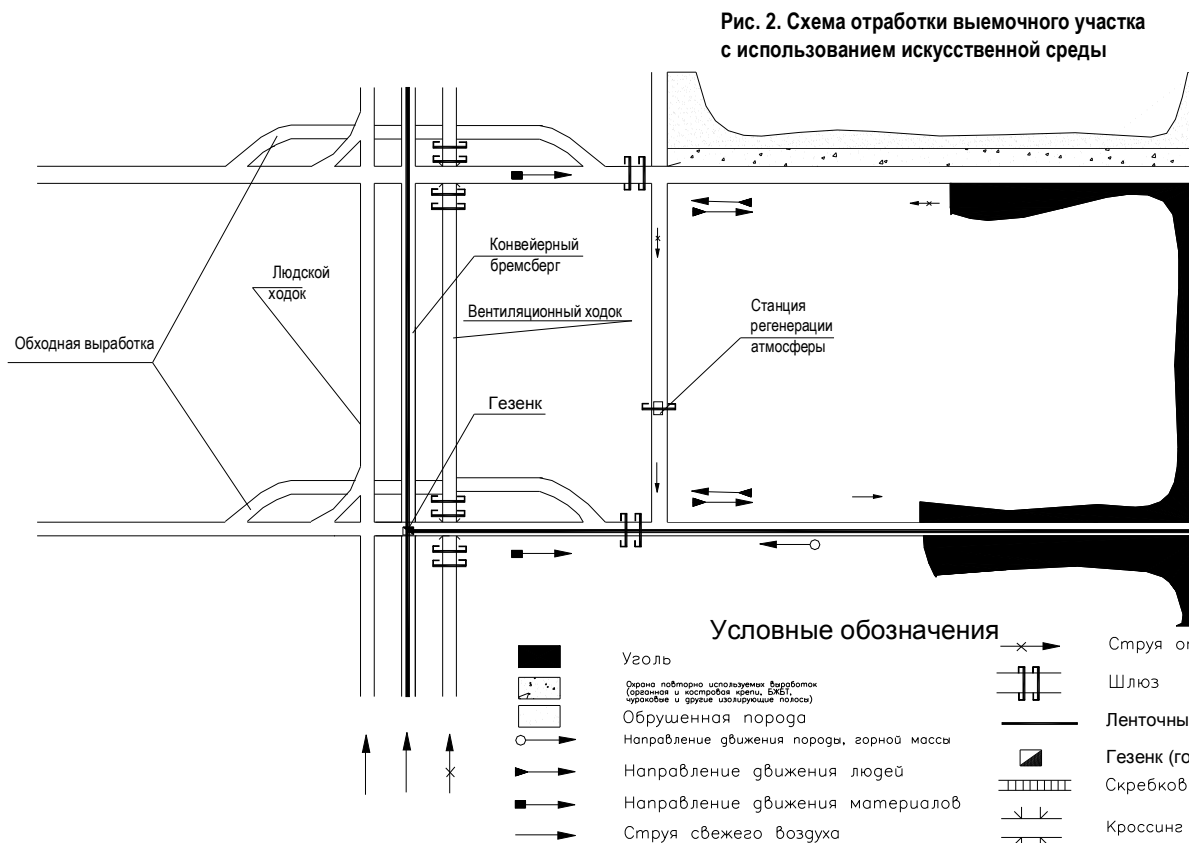 Рис. 2. Схема отработки выемочного участка
с использованием искусственной среды
Конвейерный
бремсберг
Людской
ходок
Вентиляционный ходок
Станция
регенерации
атмосферы
Обходная выработка
Гезенк
Условные обозначения
Уголь
Охрана повторно используемых выработок
(органная и костровая крепи, БЖБТ,
чураковые и другие изолирующие полосы)
Обрушенная порода
Направление движения породы, горной массы
Направление движения людей
Направление движения материалов
Струя свежего воздуха
Струя
Шлюз
Ленточны
Гезенк (го
Скребков
Кроссинг